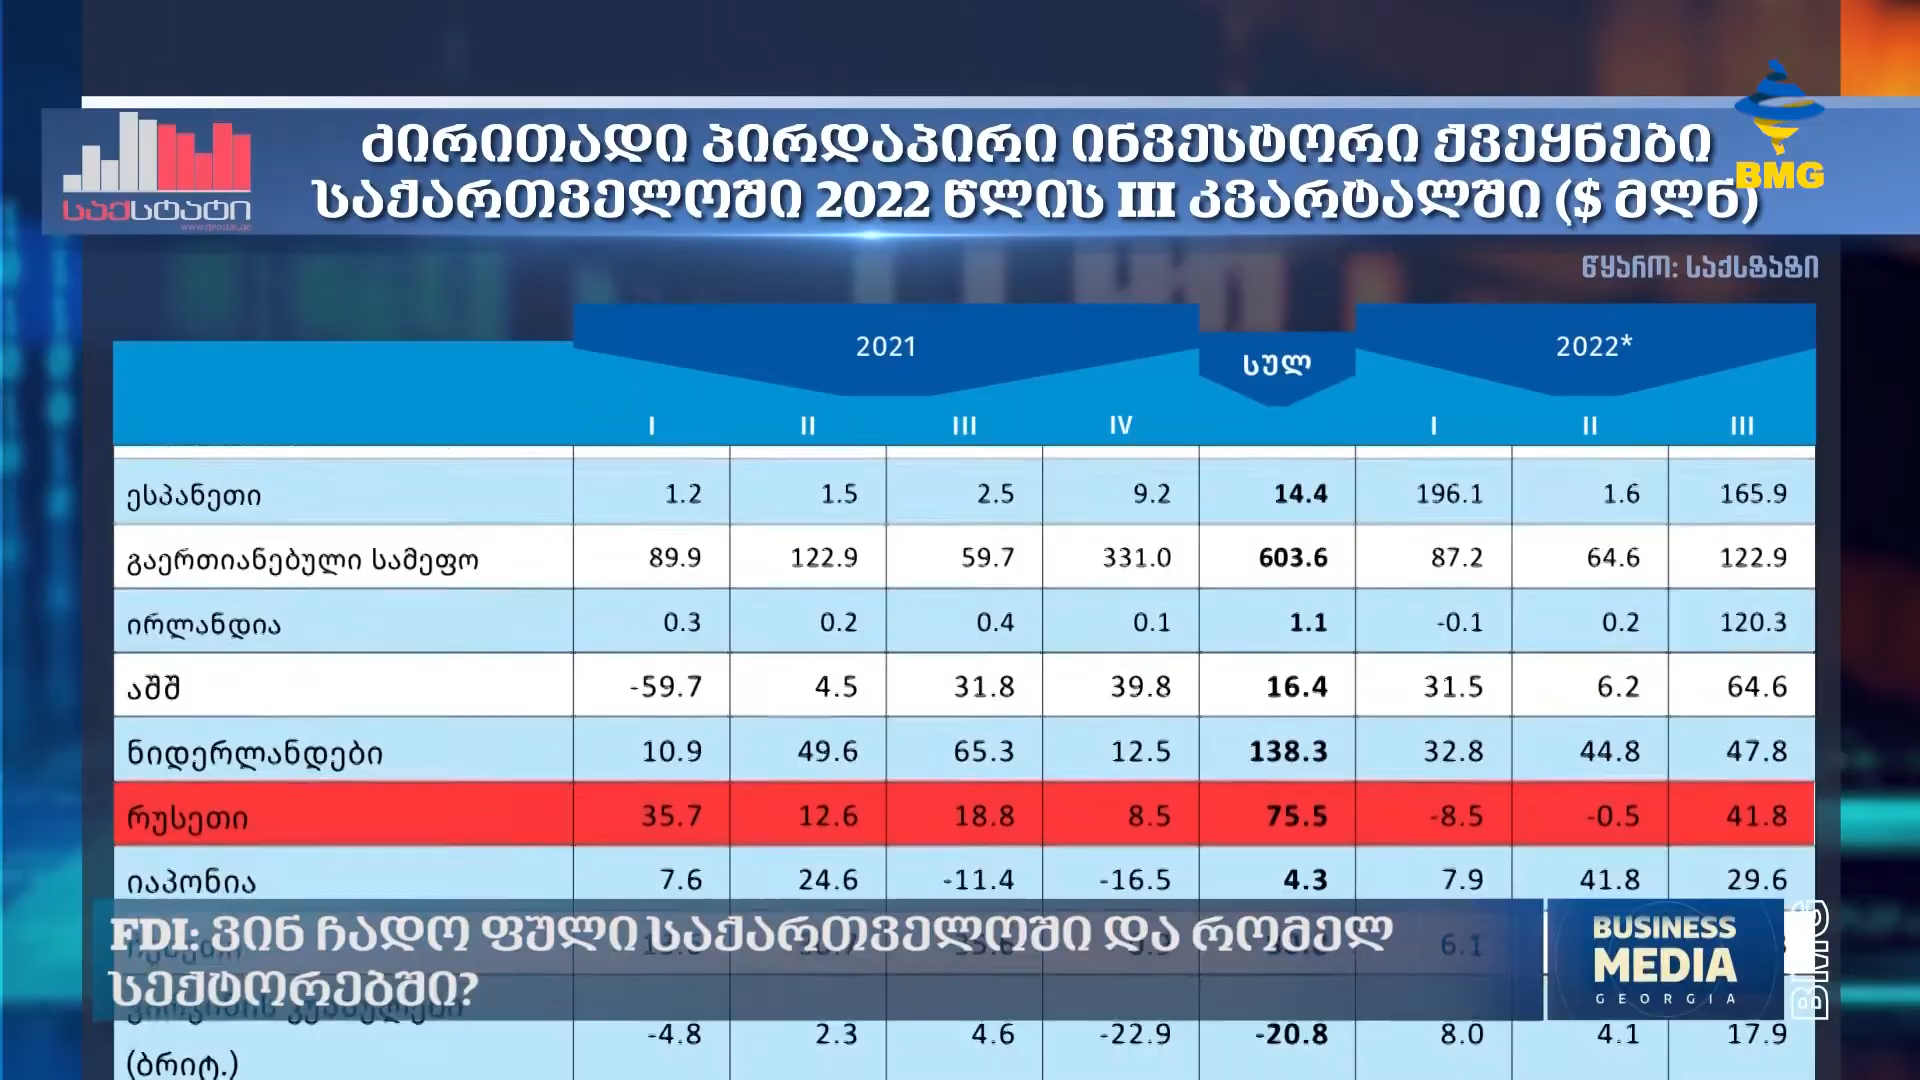 ძირითადი პირდაპირი ინვესტორი ქვეყნები
საქართველოში 2022 წლის III კვარტალში ($ მლნ)
BMG
საქსტატი
www.geostat.ge
წყარო: საქსტატი
2021 სულ 2022*
I II III IV I II III
ესპანეთი 1.2 1.5 2.5 9.2 14.4 196.1 1.6 165.9
გაერთიანებული სამეფო 89.9 122.9 59.7 331.0 603.6 87.2 64.6 122.9
ირლანდია 0.3 0.2 0.4 0.1 1.1 -0.1 0.2 120.3
აშშ -59.7 4.5 31.8 39.8 16.4 31.5 6.2 64.6
ნიდერლანდები 10.9 49.6 65.3 12.5 138.3 32.8 44.8 47.8
რუსეთი 35.7 12.6 18.8 8.5 75.5 -8.5 -0.5 41.8
იაპონია 7.6 24.6 -11.4 -16.5 4.3 7.9 41.8 29.6
6.1
FDI: ვინ ჩადო ფული საქართველოში და რომელ
სექტორებში?
BUSINESS
MEDIA
GEORGIA
BMG
(ბრიტ.) -4.8 2.3 4.6 -22.9 -20.8 8.0 4.1 17.9